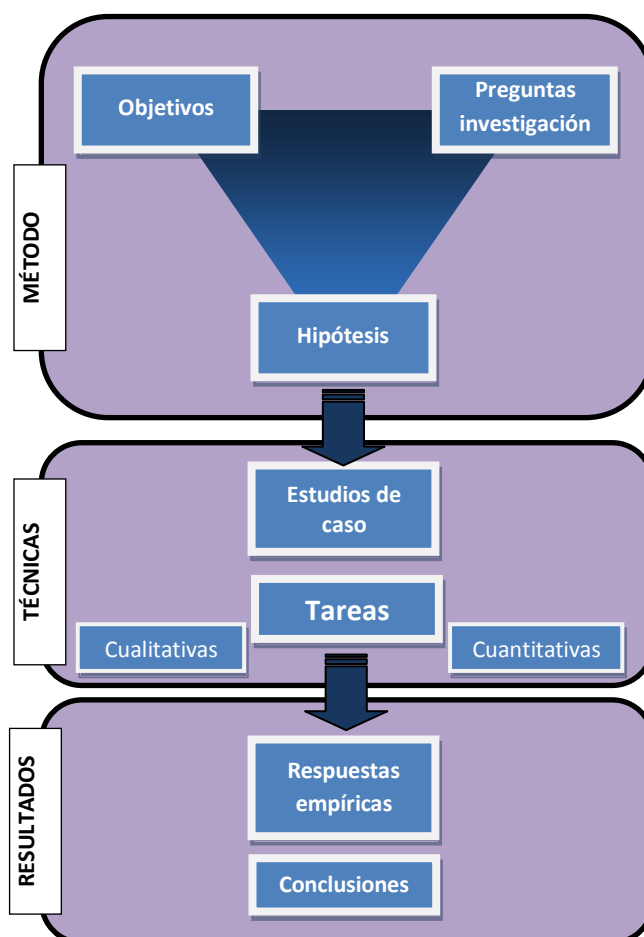 MÉTODO
Objetivos
Preguntas
investigación
Hipótesis
TÉCNICAS
Estudios de
caso
Tareas
Cualitativas
Cuantitativas
RESULTADOS
Respuestas
empíricas
Conclusiones